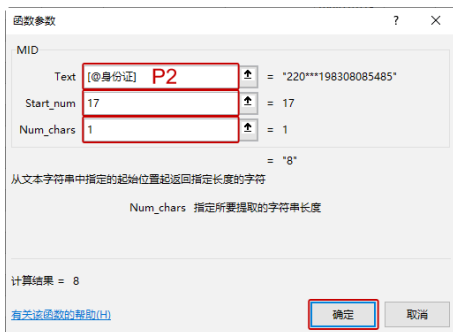 函数参数 ? ×
MID
Text [@身份证] P2 = "220***198308085485"
Start_num 17 = 17
Num_chars 1 = 1
= "8"
从文本字符串中指定的起始位置起返回指定长度的字符
Num_chars 指定所要提取的字符串长度
计算结果 = 8
有关该函数的帮助(H) 确定 取消